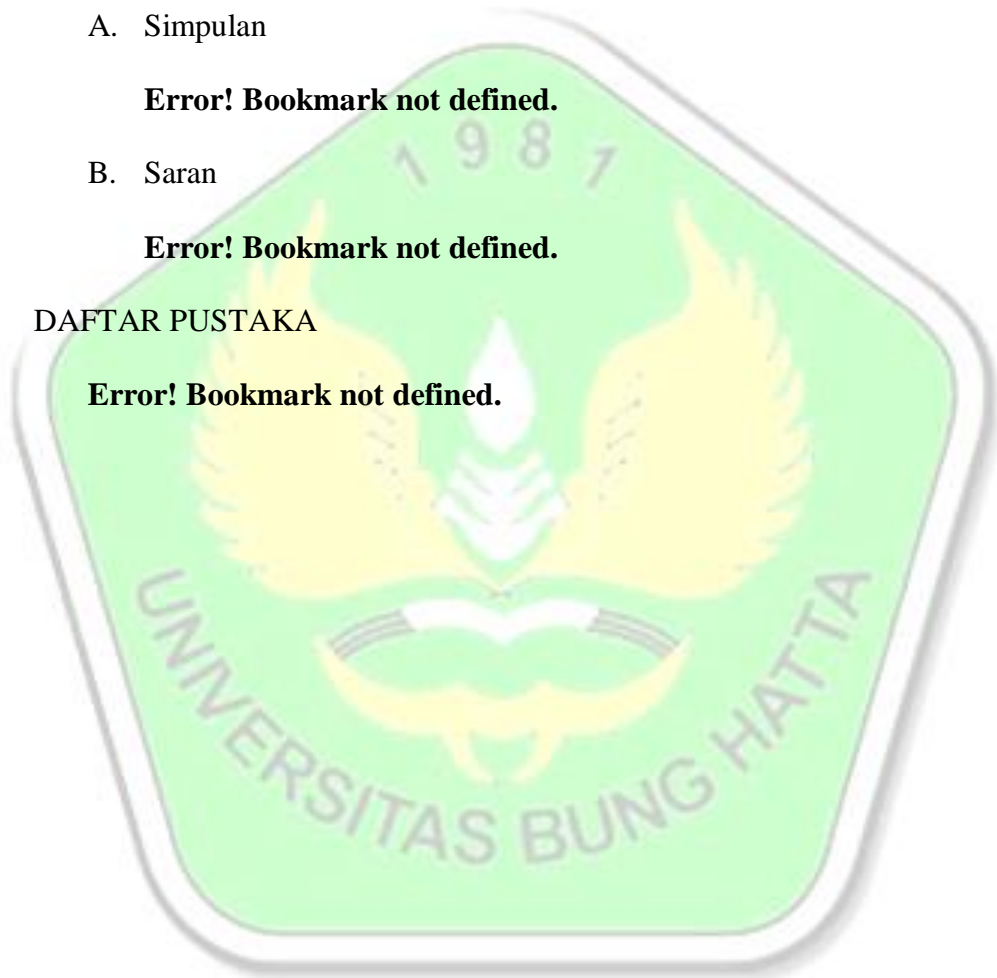 A. Simpulan
Error! Bookmark not defined.
1981
B. Saran
Error! Bookmark not defined.
DAFTAR PUSTAKA
Error! Bookmark not defined.
UNIVERSITAS BUNG HATTA